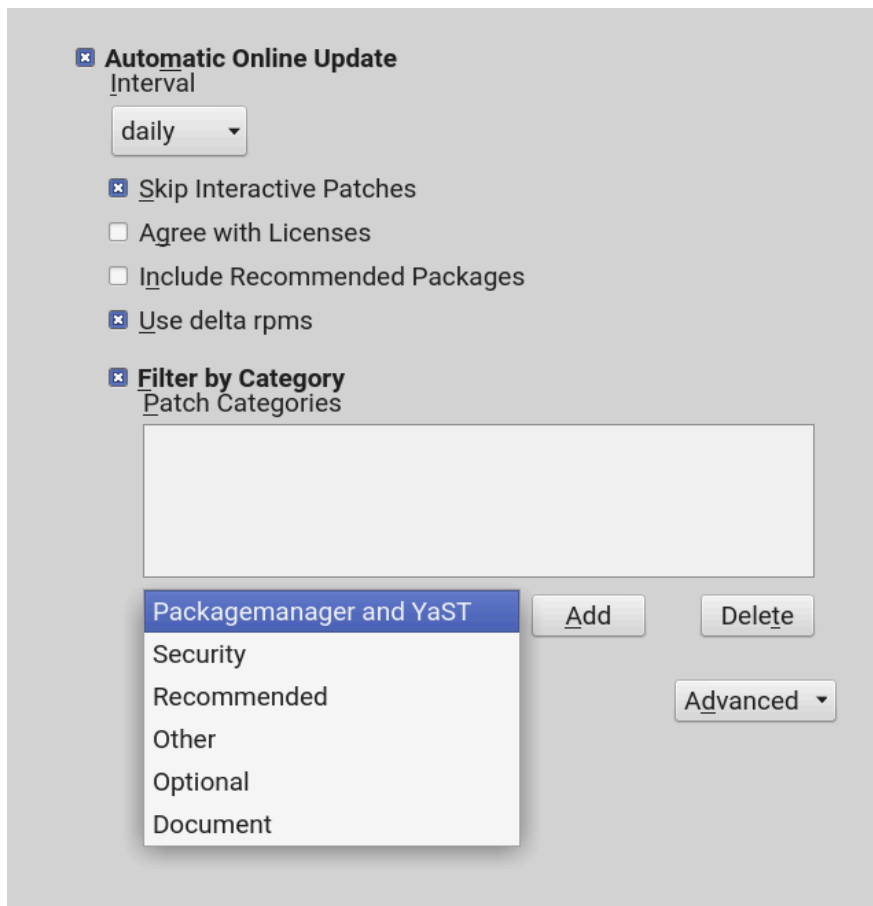 Automatic Online Update
Interval
daily
Skip Interactive Patches
Agree with Licenses
Include Recommended Packages
Use delta rpms
Filter by Category
Patch Categories
Packagemanager and YaST
Add
Delete
Security
Recommended
Advanced
Other
Optional
Document